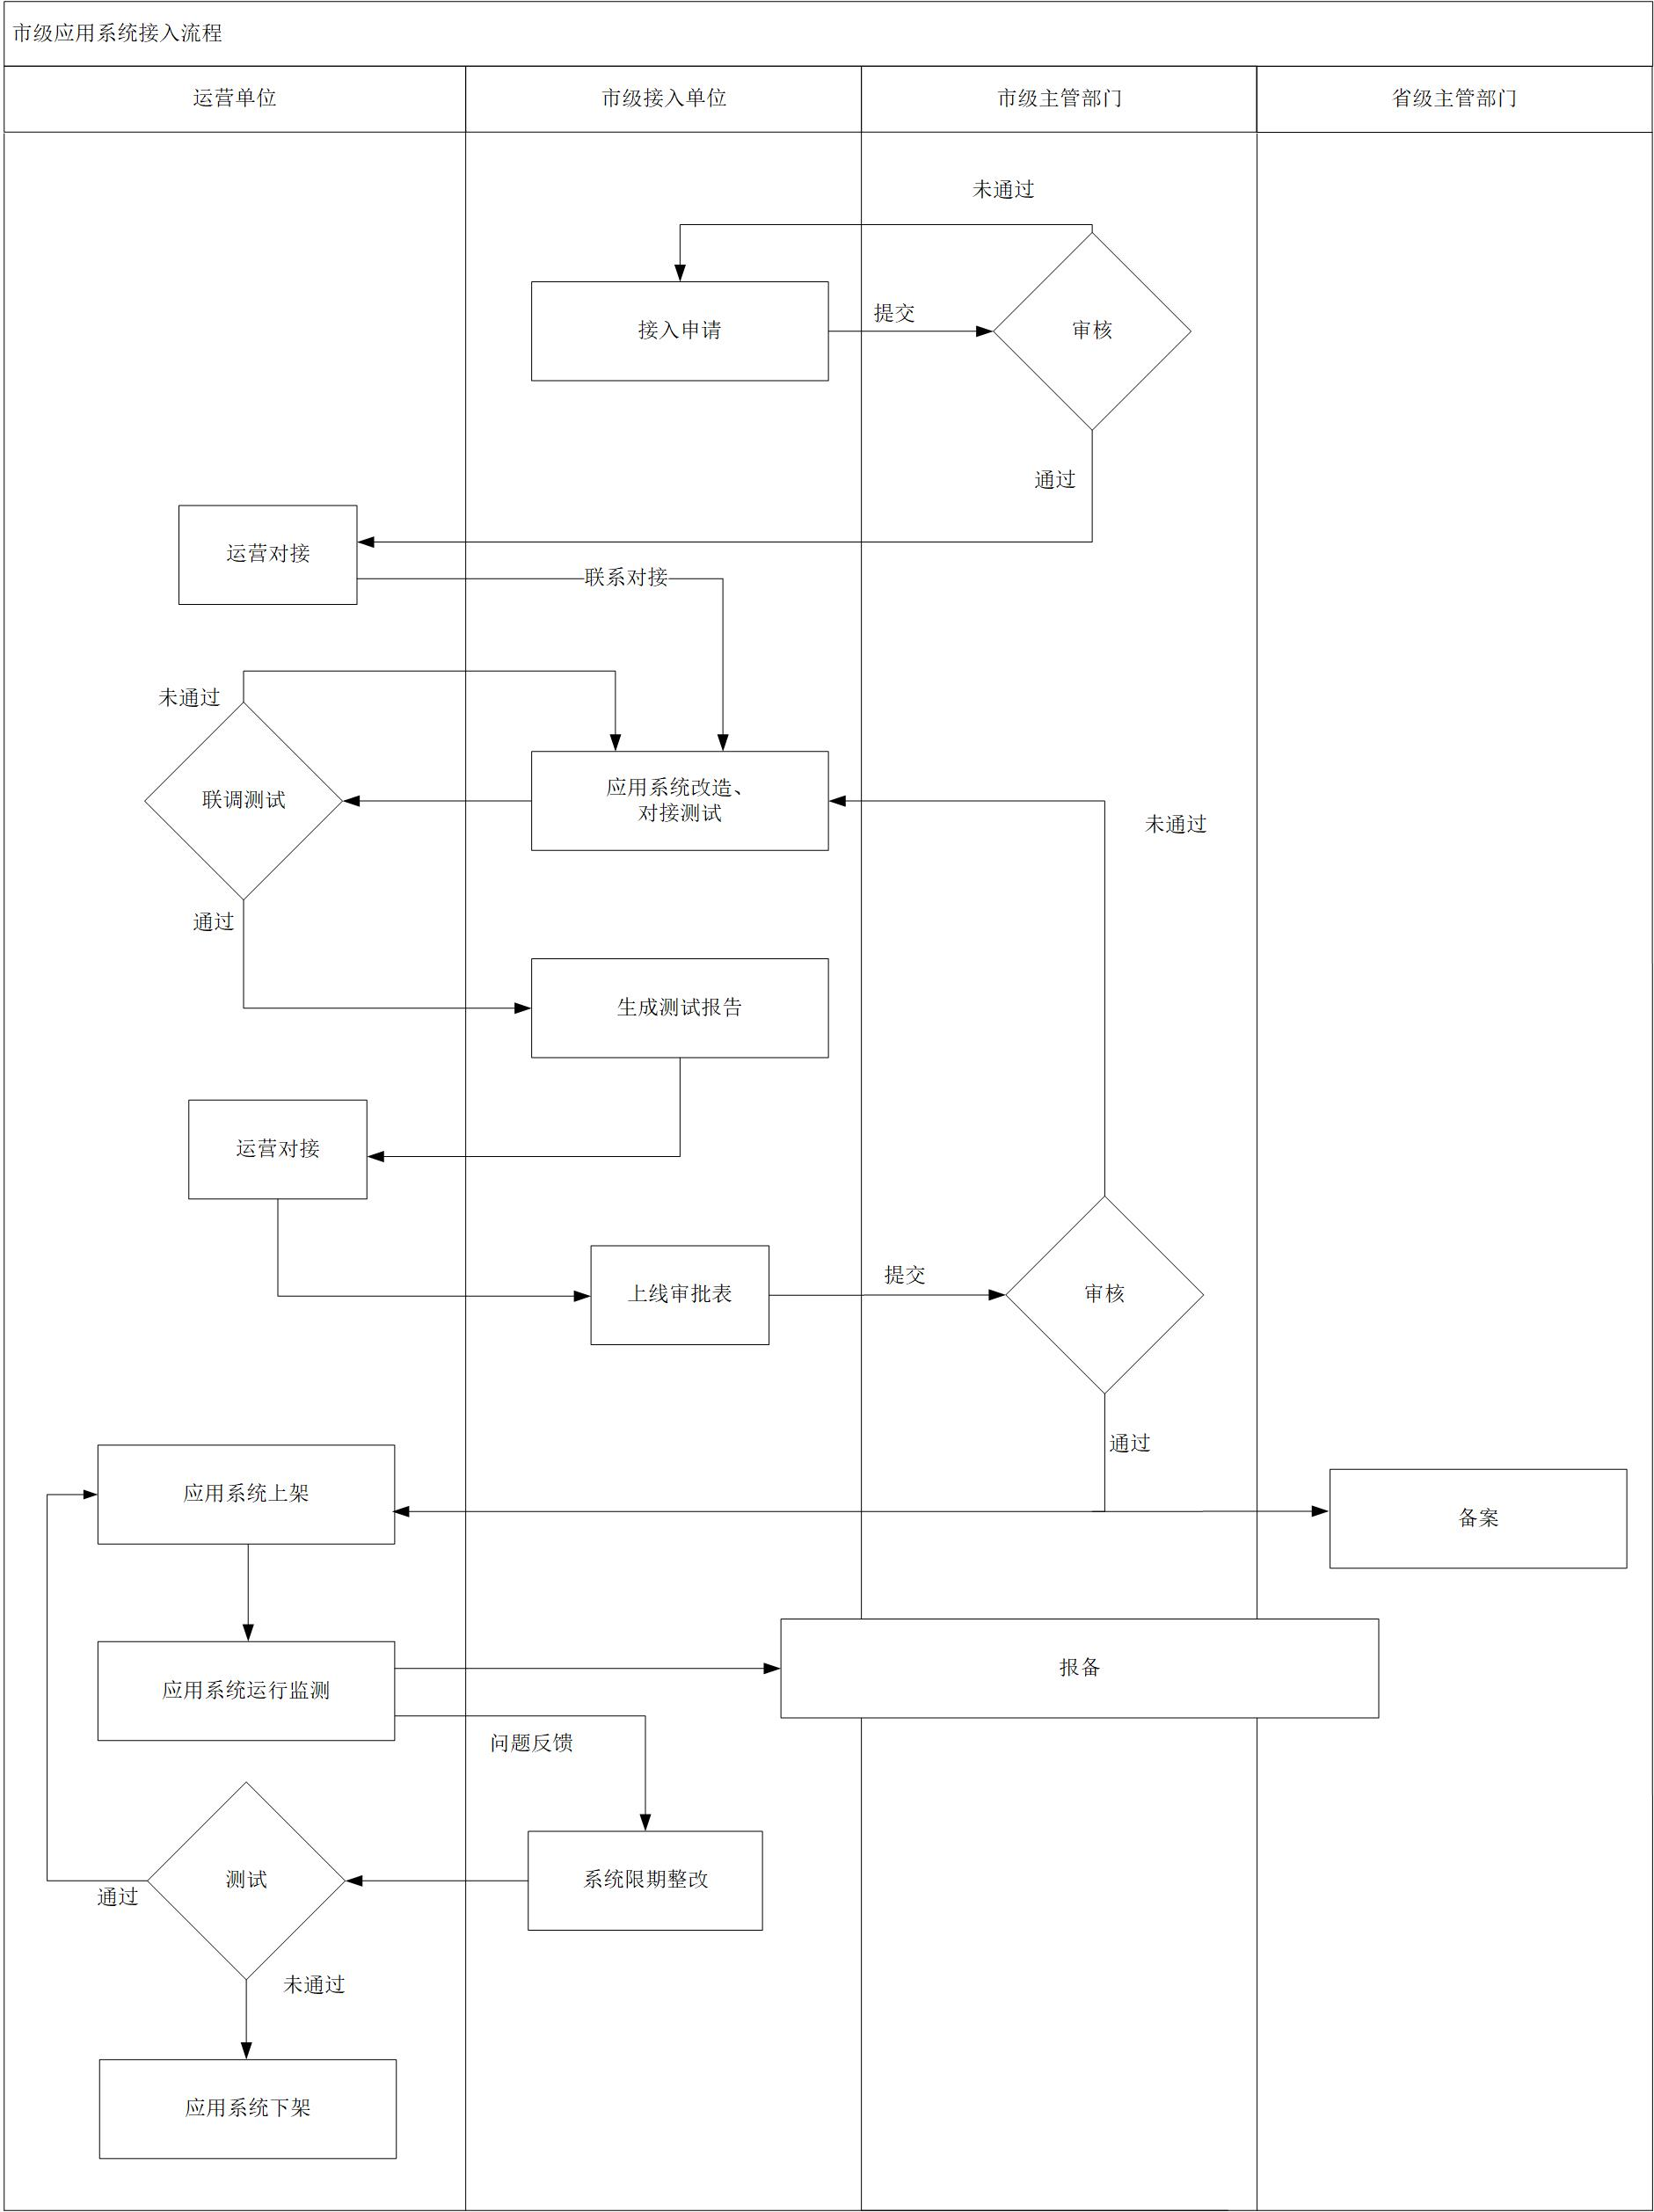 市级应用系统接入流程
运营单位
市级接入单位
市级主管部门
省级主管部门
未通过
接入申请
提交
审核
通过
运营对接
联系对接
未通过
联调测试
应用系统改造、
对接测试
未通过
通过
生成测试报告
运营对接
上线审批表
提交
审核
通过
应用系统上架
备案
应用系统运行监测
报备
问题反馈
测试
系统限期整改
通过
未通过
应用系统下架